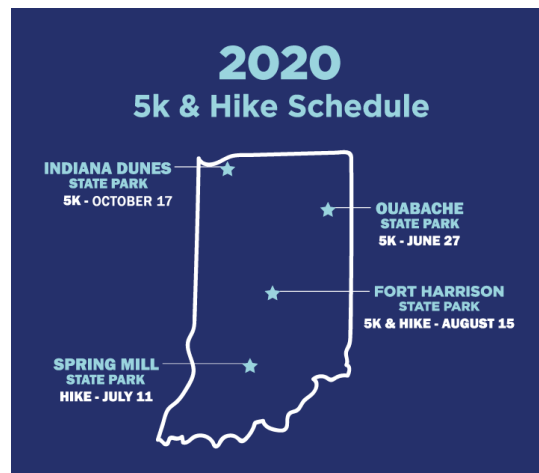 2020
5k & Hike Schedule
INDIANA DUNES
STATE PARK
5K - OCTOBER 17
OUABACHE
STATE PARK
5K - JUNE 27
FORT HARRISON
STATE PARK
5K & HIKE - AUGUST 15
SPRING MILL
STATE PARK
HIKE - JULY 11